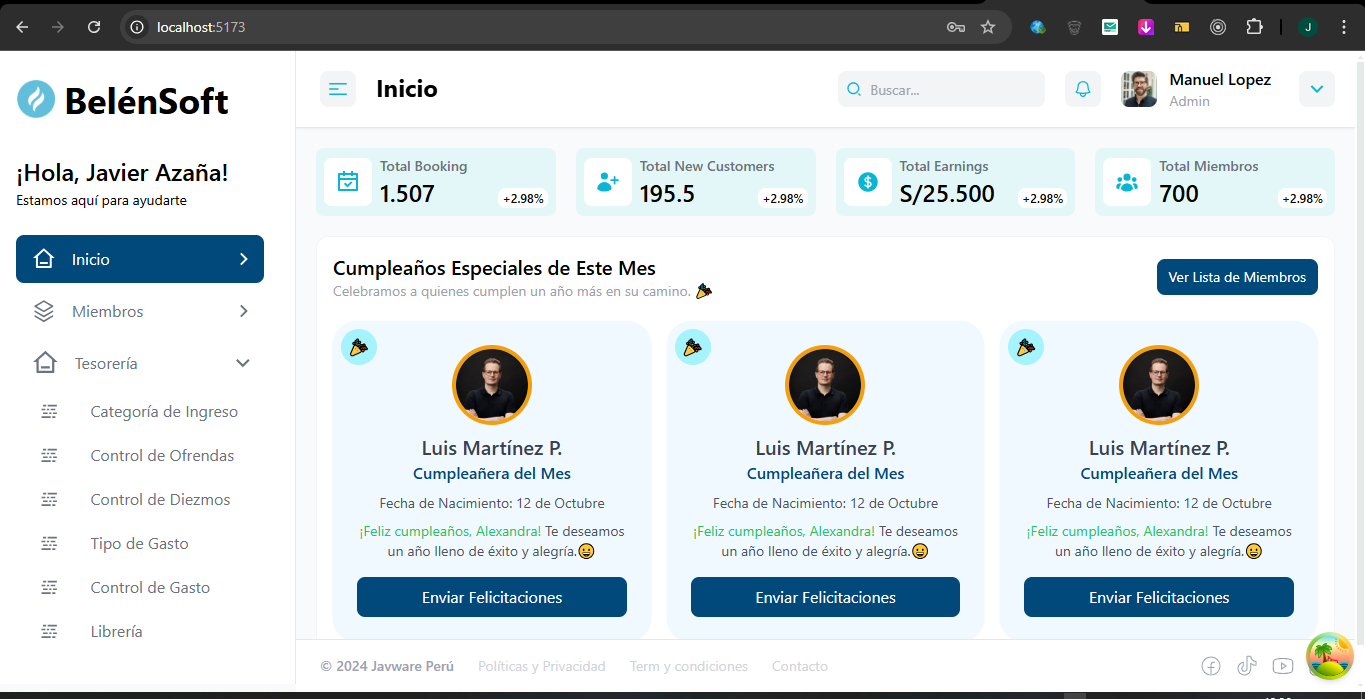 localhost:5173
J
BelénSoft
¡Hola, Javier Azaña!
Estamos aquí para ayudarte
Inicio
Miembros
Tesorería
Categoría de Ingreso
Control de Ofrendas
Control de Diezmos
Tipo de Gasto
Control de Gasto
Librería
Inicio
Buscar...
Manuel Lopez
Admin
Total Booking
1.507
+2.98%
Total New Customers
195.5
+2.98%
Total Earnings
S/25.500
+2.98%
Total Miembros
700
+2.98%
Cumpleaños Especiales de Este Mes
Celebramos a quienes cumplen un año más en su camino.
Ver Lista de Miembros
Luis Martínez P.
Cumpleañera del Mes
Fecha de Nacimiento: 12 de Octubre
¡Feliz cumpleaños, Alexandra! Te deseamos
un año lleno de éxito y alegría.😀
Enviar Felicitaciones
Luis Martínez P.
Cumpleañera del Mes
Fecha de Nacimiento: 12 de Octubre
¡Feliz cumpleaños, Alexandra! Te deseamos
un año lleno de éxito y alegría.😀
Enviar Felicitaciones
Luis Martínez P.
Cumpleañera del Mes
Fecha de Nacimiento: 12 de Octubre
¡Feliz cumpleaños, Alexandra! Te deseamos
un año lleno de éxito y alegría.😀
Enviar Felicitaciones
© 2024 Javware Perú
Políticas y Privacidad
Term y condiciones
Contacto